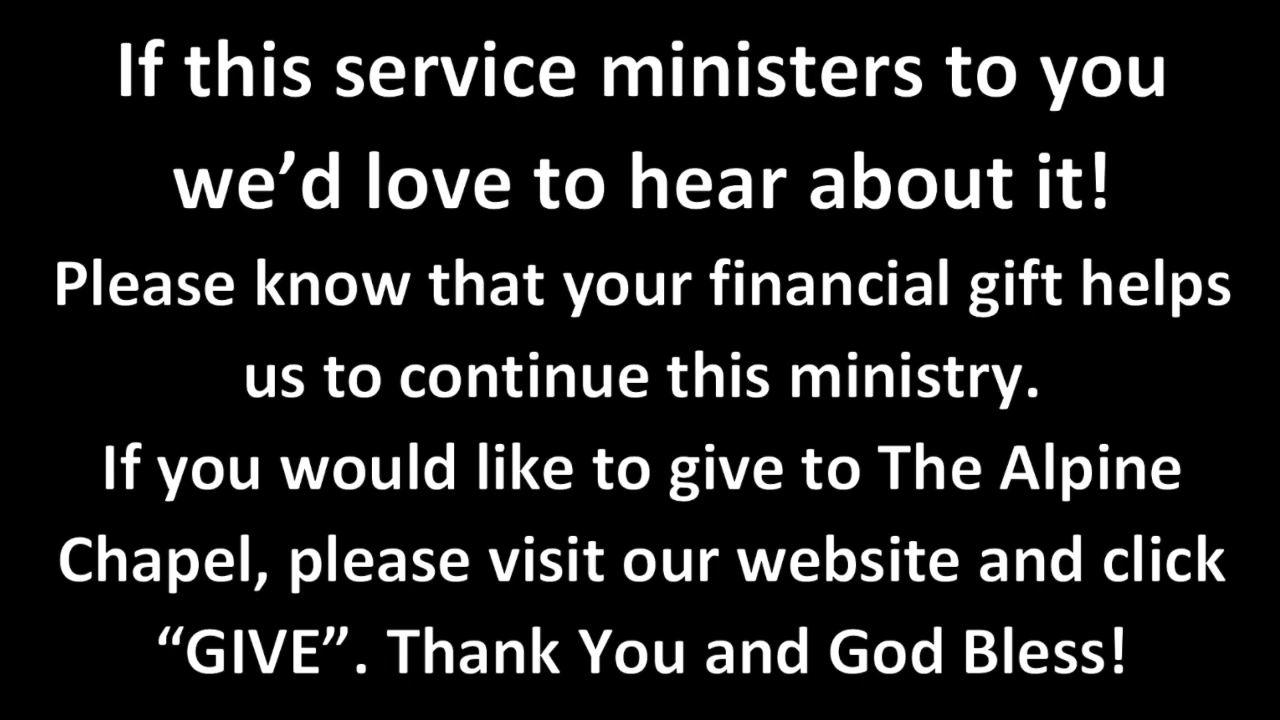 If this service ministers to you
we’d love to hear about it!
Please know that your financial gift helps
us to continue this ministry.
If you would like to give to The Alpine
Chapel, please visit our website and click
“GIVE”. Thank You and God Bless!